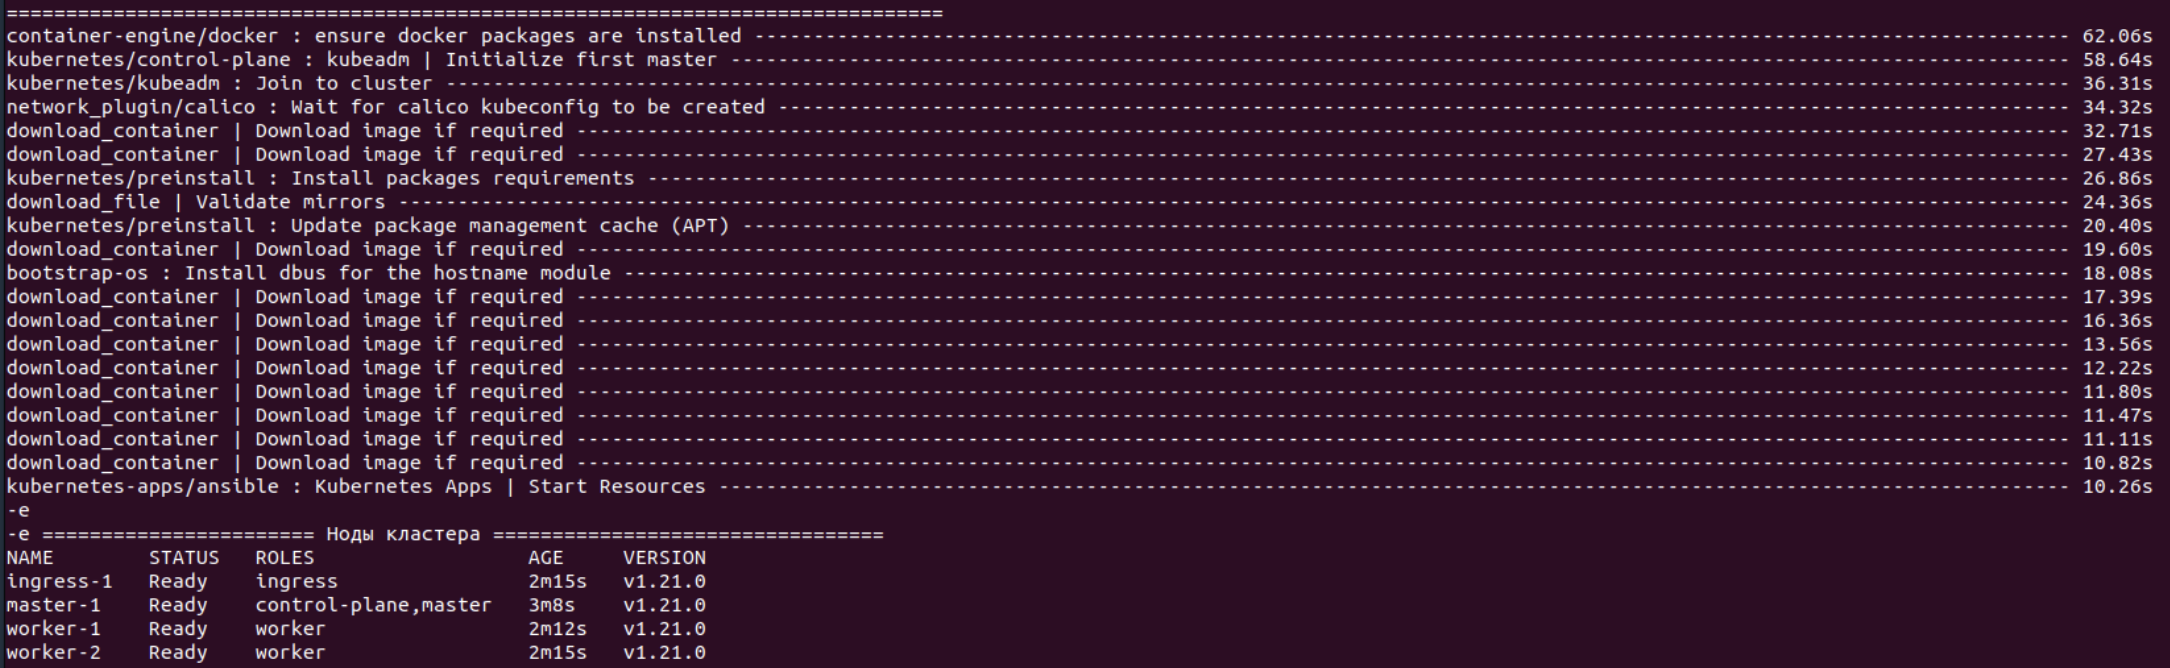 ===============================================================================
container-engine/docker : ensure docker packages are installed --------------------------------------------------------------------------------------------------------------- 62.06s
kubernetes/control-plane : kubeadm | Initialize first master ----------------------------------------------------------------------------------------------------------------- 58.64s
kubernetes/kubeadm : Join to cluster ----------------------------------------------------------------------------------------------------------------------------------------- 36.31s
network_plugin/calico : Wait for calico kubeconfig to be created ------------------------------------------------------------------------------------------------------------- 34.32s
download_container | Download image if required ------------------------------------------------------------------------------------------------------------------------------ 32.71s
download_container | Download image if required ------------------------------------------------------------------------------------------------------------------------------ 27.43s
kubernetes/preinstall : Install packages requirements ------------------------------------------------------------------------------------------------------------------------ 26.86s
download_file | Validate mirrors --------------------------------------------------------------------------------------------------------------------------------------------- 24.36s
kubernetes/preinstall : Update package management cache (APT) ---------------------------------------------------------------------------------------------------------------- 20.40s
download_container | Download image if required ------------------------------------------------------------------------------------------------------------------------------ 19.60s
bootstrap-os : Install dbus for the hostname module -------------------------------------------------------------------------------------------------------------------------- 18.08s
download_container | Download image if required ------------------------------------------------------------------------------------------------------------------------------ 17.39s
download_container | Download image if required ------------------------------------------------------------------------------------------------------------------------------ 16.36s
download_container | Download image if required ------------------------------------------------------------------------------------------------------------------------------ 13.56s
download_container | Download image if required ------------------------------------------------------------------------------------------------------------------------------ 12.22s
download_container | Download image if required ------------------------------------------------------------------------------------------------------------------------------ 11.80s
download_container | Download image if required ------------------------------------------------------------------------------------------------------------------------------ 11.47s
download_container | Download image if required ------------------------------------------------------------------------------------------------------------------------------ 11.11s
download_container | Download image if required ------------------------------------------------------------------------------------------------------------------------------ 10.82s
kubernetes-apps/ansible : Kubernetes Apps | Start Resources ------------------------------------------------------------------------------------------------------------------ 10.26s
-e
-e ======================= Ноды кластера =================================
NAME        STATUS   ROLES                  AGE     VERSION
ingress-1   Ready    ingress                2m15s   v1.21.0
master-1    Ready    control-plane,master   3m8s    v1.21.0
worker-1    Ready    worker                 2m12s   v1.21.0
worker-2    Ready    worker                 2m15s   v1.21.0